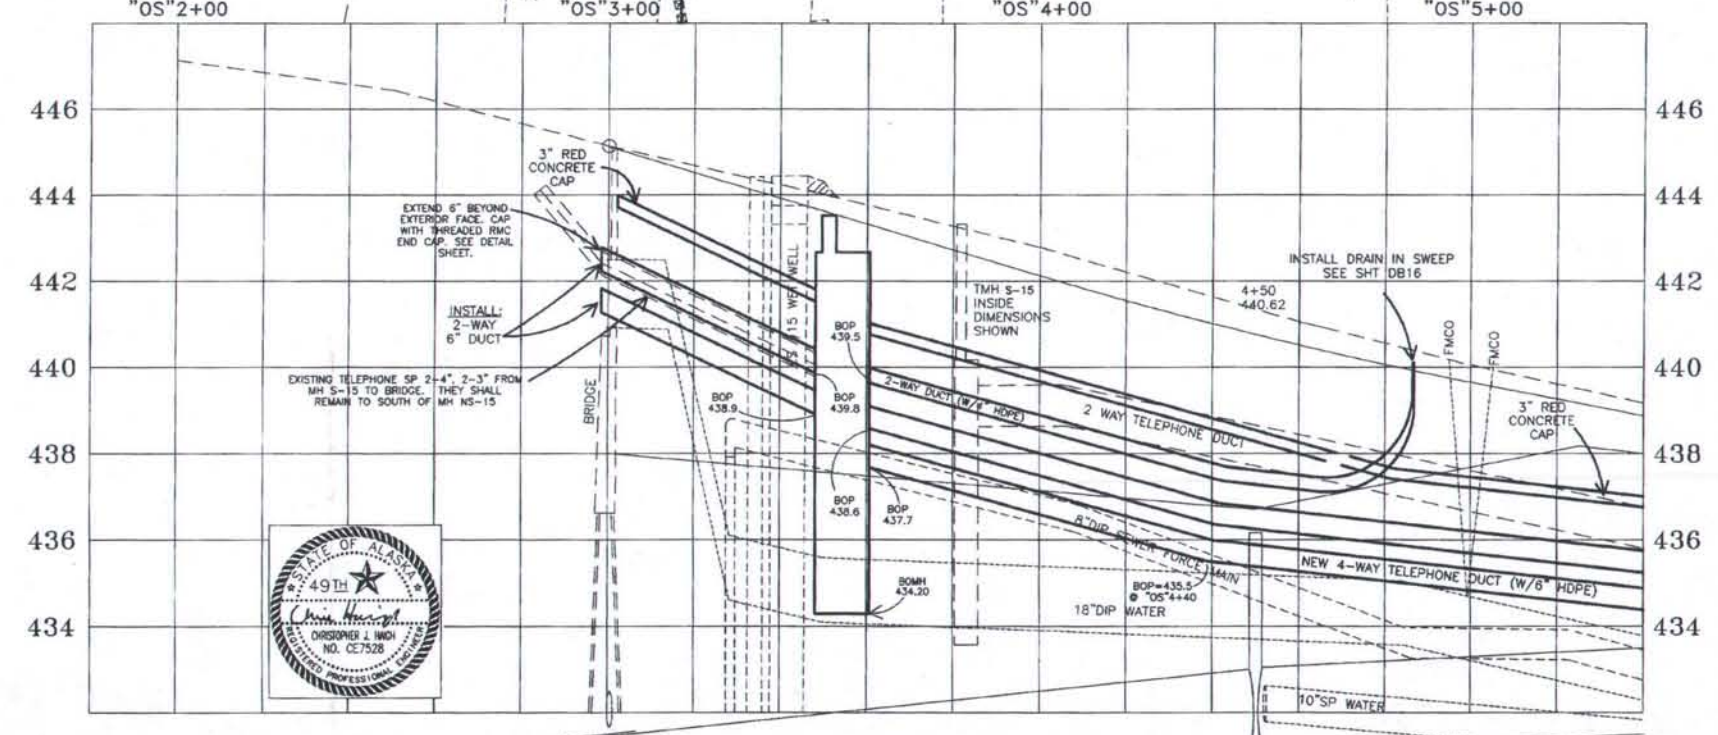 "OS"2+00 "OS"3+00 "OS"4+00 "OS"5+00
446 446
3" RED
CONCRETE
CAP
444 444
EXTEND 6" BEYOND
EXTERIOR FACE. CAP
WITH THREADED RMC
END CAP. SEE DETAIL
SHEET.
INSTALL DRAIN IN SWEEP
SEE SHT DB16
442 442
TMH S-15
INSIDE
DIMENSIONS
SHOWN
4+50
440.62
INSTALL:
2-WAY
6" DUCT
15 WET WELL
BOP
439.5
FMCO
FMCO
440 440
EXISTING TELEPHONE SP 2-4", 2-3" FROM
MH S-15 TO BRIDGE. THEY SHALL
REMAIN TO SOUTH OF MH NS-15
BRIDGE
BOP
438.9
BOP
439.8
2-WAY DUCT (W/6" HDPE)
2 WAY TELEPHONE DUCT
3" RED
CONCRETE
CAP
438 438
BOP
438.6
BOP
437.7
8"DIP SEWER FORCE MAIN
436 436
NEW 4-WAY TELEPHONE DUCT (W/6" HDPE)
BOP=435.5
@ "OS"4+40
18"DIP WATER
BOMH
434.20
434 434
STATE OF ALASKA
49TH
CHRISTOPHER J.
NO. CE7528
REGISTERED PROFESSIONAL ENGINEER
10"SP WATER